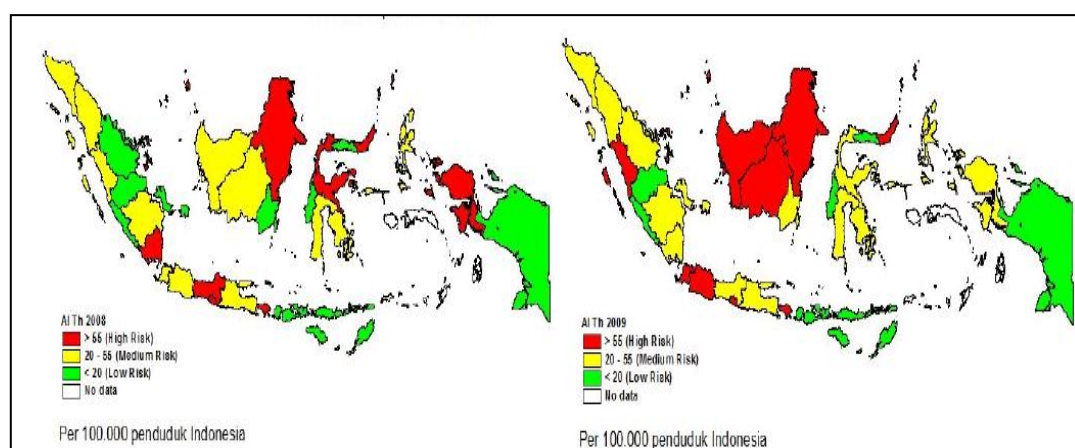 AI Th 2008
> 55 (High Risk)
20 - 55 (Medium Risk)
< 20 (Low Risk)
No data
Per 100.000 penduduk Indonesia
AI Th 2009
> 55 (High Risk)
20 - 55 (Medium Risk)
< 20 (Low Risk)
No data
Per 100.000 penduduk Indonesia